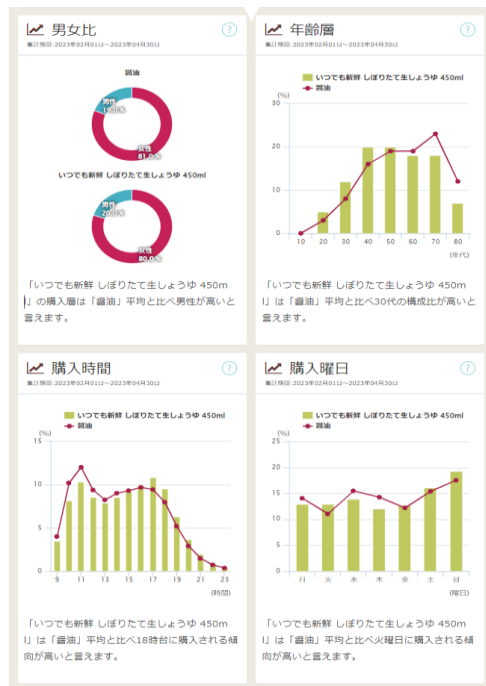 男女比
?
集計期間:2023年02月01日～2023年04月30日
醤油
男性
19.0%
女性
81.0%
いつでも新鮮 しぼりたて生しょうゆ 450ml
男性
20.0%
女性
80.0%
「いつでも新鮮 しぼりたて生しょうゆ 450m
l」の購入層は「醤油」平均と比べ男性が高いと
言えます。
年齢層
?
集計期間:2023年02月01日～2023年04月30日
いつでも新鮮 しぼりたて生しょうゆ 450ml
醤油
(%)
30
20
10
0
10 20 30 40 50 60 70 80
(年代)
「いつでも新鮮 しぼりたて生しょうゆ 450m
l」は「醤油」平均と比べ30代の構成比が高いと
言えます。
購入時間
?
集計期間:2023年02月01日～2023年04月30日
いつでも新鮮 しぼりたて生しょうゆ 450ml
醤油
(%)
15
10
5
0
9 11 13 15 17 19 21 23
(時間)
「いつでも新鮮 しぼりたて生しょうゆ 450m
l」は「醤油」平均と比べ18時台に購入される傾
向が高いと言えます。
購入曜日
?
集計期間:2023年02月01日～2023年04月30日
いつでも新鮮 しぼりたて生しょうゆ 450ml
醤油
(%)
25
20
15
10
5
0
月 火 水 木 金 土 日
(曜日)
「いつでも新鮮 しぼりたて生しょうゆ 450m
l」は「醤油」平均と比べ火曜日に購入される傾
向が高いと言えます。